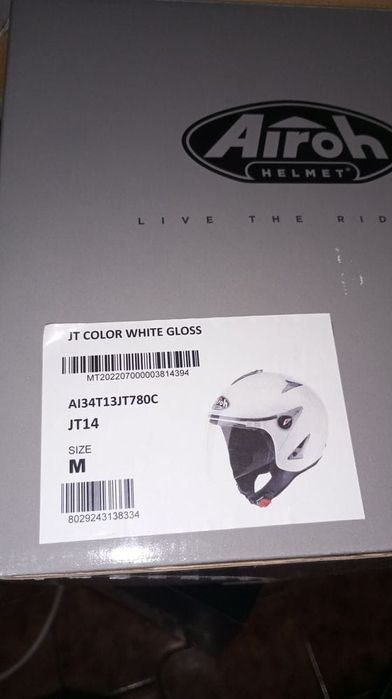 Airoh
HELMET
LIVE THE RID
JT COLOR WHITE GLOSS
MT202207000003814394
AI34T13JT780C
JT14
SIZE
M
8029243138334